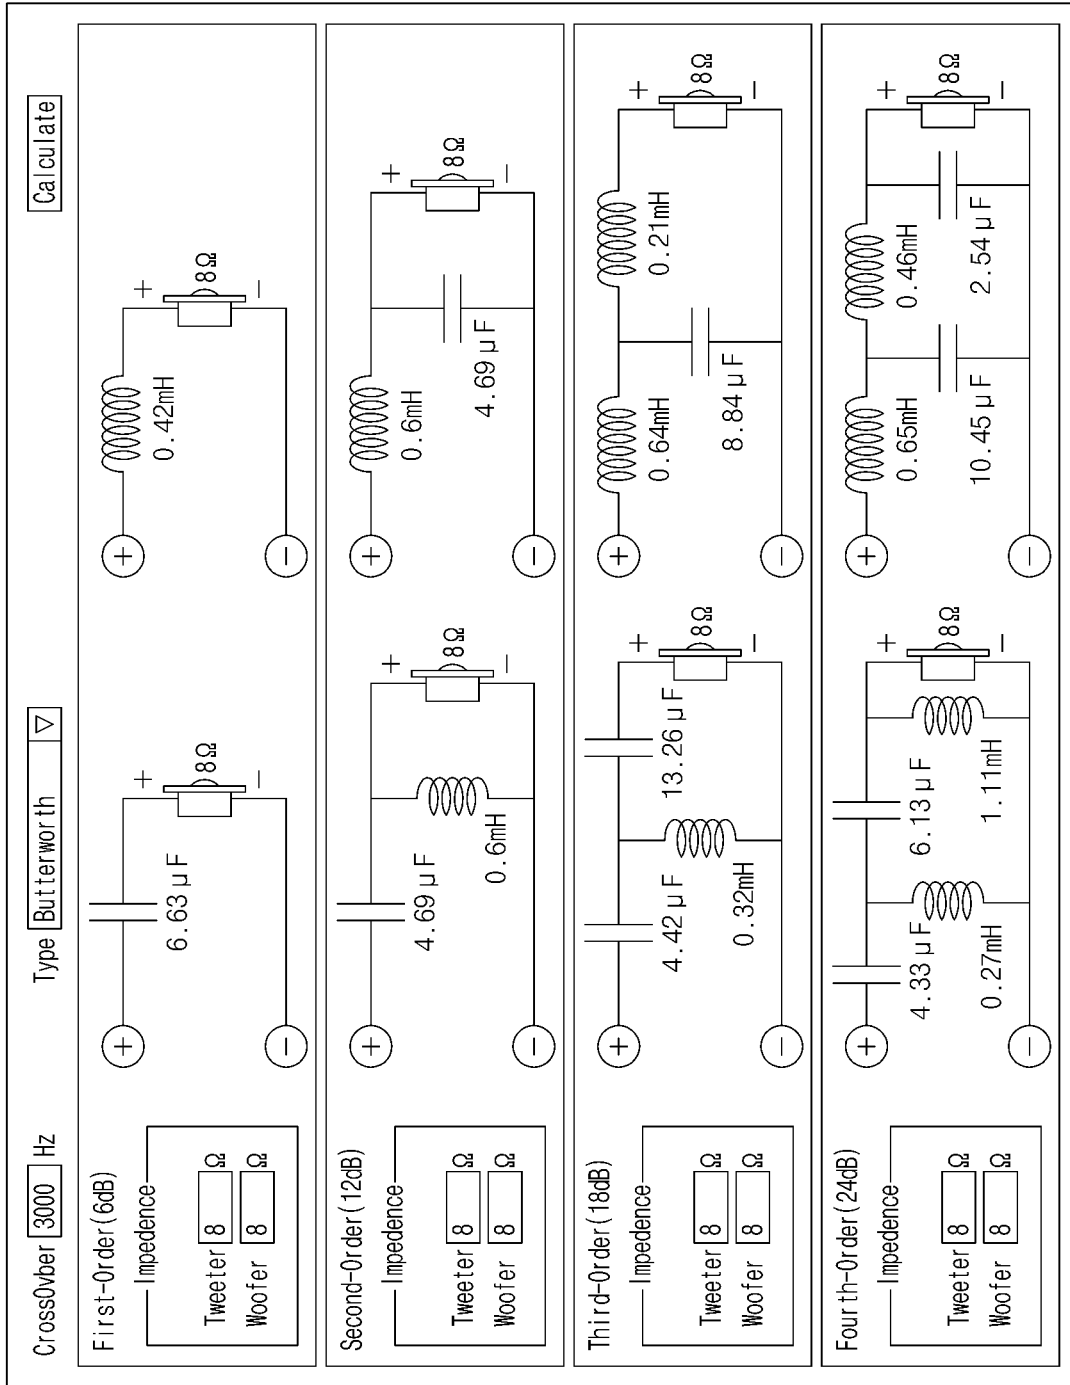 CrossOvber 3000 Hz Type Butterworth ▽ Calculate
First-Order(6dB)
Impedence
Tweeter 8 Ω
Woofer 8 Ω
+ 6.63μF + 8Ω − −
+ 0.42mH + 8Ω − −
Second-Order(12dB)
Impedence
Tweeter 8 Ω
Woofer 8 Ω
+ 4.69μF 0.6mH + 8Ω − −
+ 0.6mH 4.69μF + 8Ω − −
Third-Order(18dB)
Impedence
Tweeter 8 Ω
Woofer 8 Ω
+ 4.42μF 0.32mH 13.26μF + 8Ω − −
+ 0.64mH 8.84μF 0.21mH + 8Ω − −
Fourth-Order(24dB)
Impedence
Tweeter 8 Ω
Woofer 8 Ω
+ 4.33μF 0.27mH 6.13μF 1.11mH + 8Ω − −
+ 0.65mH 10.45μF 0.46mH 2.54μF + 8Ω − −